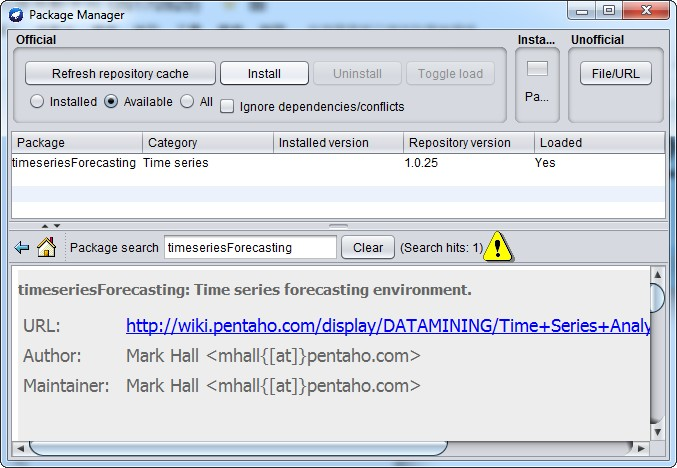 Package Manager
Official
Insta...
Unofficial
Refresh repository cache
Install
Uninstall
Toggle load
File/URL
Installed
Available
All
Ignore dependencies/conflicts
Pa...
Package Category Installed version Repository version Loaded
timeseriesForecasting Time series 1.0.25 Yes
Package search timeseriesForecasting Clear (Search hits: 1)
timeseriesForecasting: Time series forecasting environment.
URL: http://wiki.pentaho.com/display/DATAMINING/Time+Series+Analy
Author: Mark Hall <mhall{[at]}pentaho.com>
Maintainer: Mark Hall <mhall{[at]}pentaho.com>